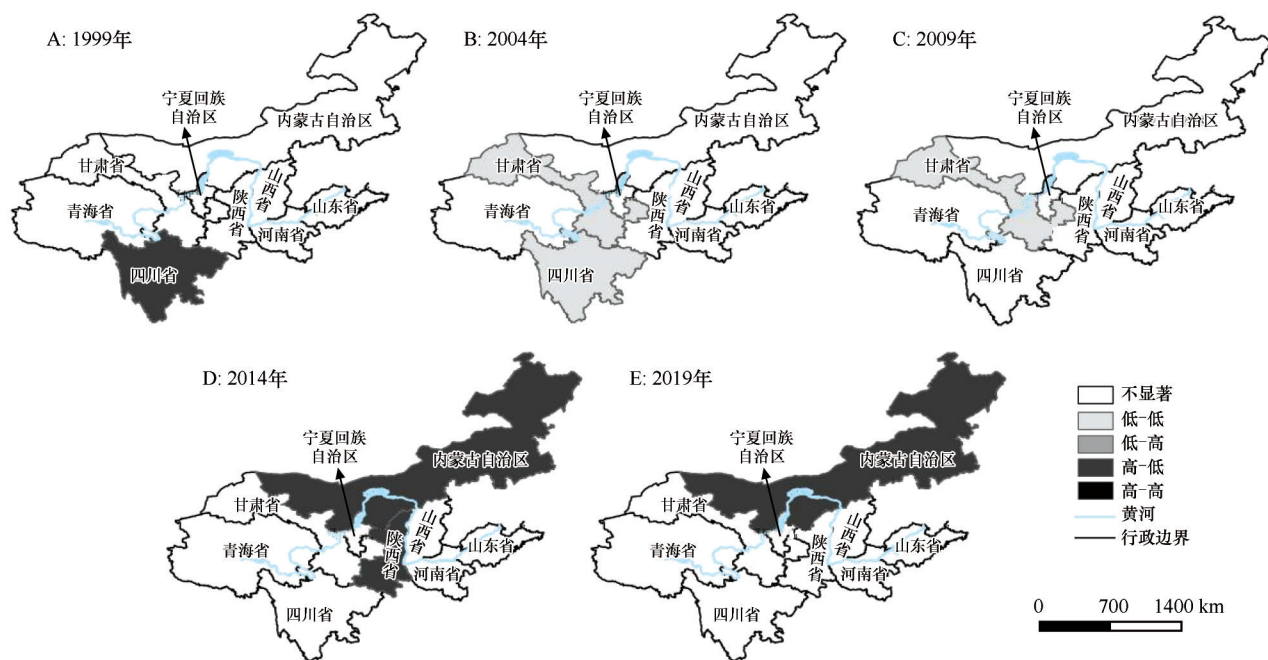 A: 1999年
宁夏回族
自治区
内蒙古自治区
甘肃省
青海省
陕西省
山西省
山东省
河南省
四川省
B: 2004年
宁夏回族
自治区
内蒙古自治区
甘肃省
青海省
陕西省
山西省
山东省
河南省
四川省
C: 2009年
宁夏回族
自治区
内蒙古自治区
甘肃省
青海省
陕西省
山西省
山东省
河南省
四川省
D: 2014年
宁夏回族
自治区
内蒙古自治区
甘肃省
青海省
陕西省
山西省
山东省
河南省
四川省
E: 2019年
宁夏回族
自治区
内蒙古自治区
甘肃省
青海省
陕西省
山西省
山东省
河南省
四川省
不显著
低-低
低-高
高-低
高-高
黄河
行政边界
0 700 1400 km